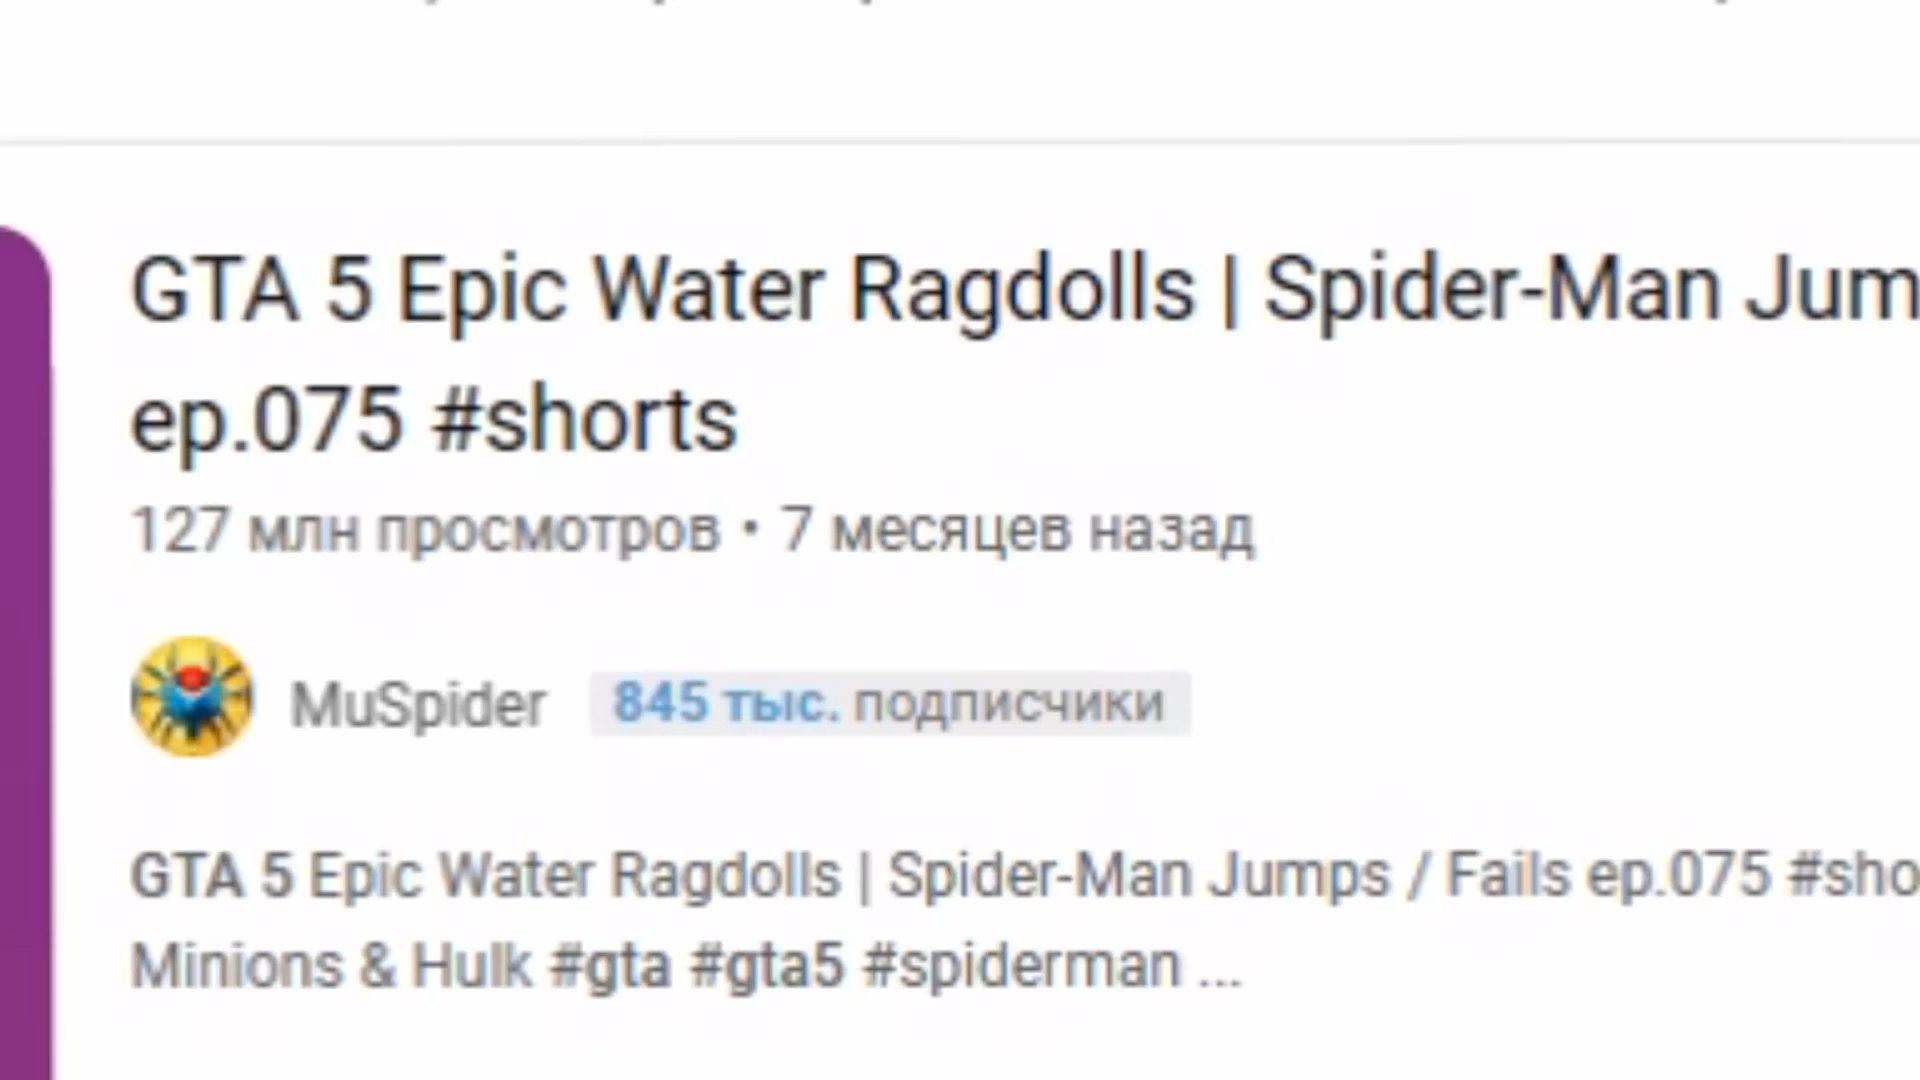 GTA 5 Epic Water Ragdolls | Spider-Man Jum
ep.075 #shorts
127 млн просмотров • 7 месяцев назад
MuSpider 845 тыс. подписчики
GTA 5 Epic Water Ragdolls | Spider-Man Jumps / Fails ep.075 #sho
Minions & Hulk #gta #gta5 #spiderman ...